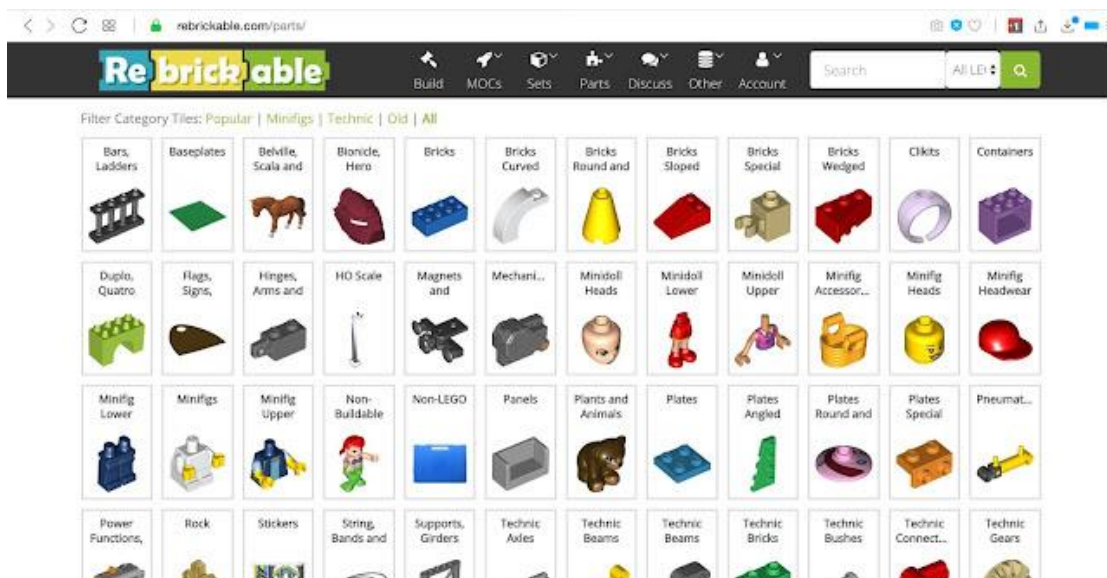 rebrickable.com/parts/
Rebrickable
Build MOCs Sets Parts Discuss Other Account
Search
All LE
Filter Category Tiles: Popular | Minifigs | Technic | Old | All
Bars, Ladders
Baseplates
Belville, Scala and
Bionicle, Hero
Bricks
Bricks Curved
Bricks Round and
Bricks Sloped
Bricks Special
Bricks Wedged
Clikits
Containers
Duplo, Quatro
Flags, Signs,
Hinges, Arms and
HO Scale
Magnets and
Mechani...
Minidoll Heads
Minidoll Lower
Minidoll Upper
Minifig Accessor...
Minifig Heads
Minifig Headwear
Minifig Lower
Minifigs
Minifig Upper
Non-Buildable
Non-LEGO
Panels
Plants and Animals
Plates
Plates Angled
Plates Round and
Plates Special
Pneumat...
Power Functions,
Rock
Stickers
String, Bands and
Supports, Girders
Technic Axles
Technic Beams
Technic Beams
Technic Bricks
Technic Bushes
Technic Connect...
Technic Gears